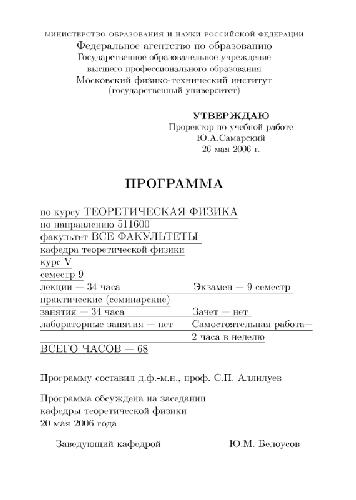 МИНИСТЕРСТВО ОБРАЗОВАНИЯ И НАУКИ РОССИЙСКОЙ ФЕДЕРАЦИИ
Федеральное агентство по образованию
Государственное образовательное учреждение
высшего профессионального образования
Московский физико-технический институт
(государственный университет)
УТВЕРЖДАЮ
Проректор по учебной работе
Ю.А.Самарский
26 мая 2006 г.
ПРОГРАММА
по курсу ТЕОРЕТИЧЕСКАЯ ФИЗИКА
по направлению 511600
факультет ВСЕ ФАКУЛЬТЕТЫ
кафедра теоретической физики
курс V
семестр 9
лекции — 34 часа Экзамен — 9 семестр
практические (семинарские)
занятия — 34 часа Зачет — нет
лабораторные занятия — нет Самостоятельная работа—
2 часа в неделю
ВСЕГО ЧАСОВ — 68
Программу составил д.ф.-м.н., проф. С.П. Аллилуев
Программа обсуждена на заседании
кафедры теоретической физики
20 мая 2006 года
Заведующий кафедрой Ю.М. Белоусов